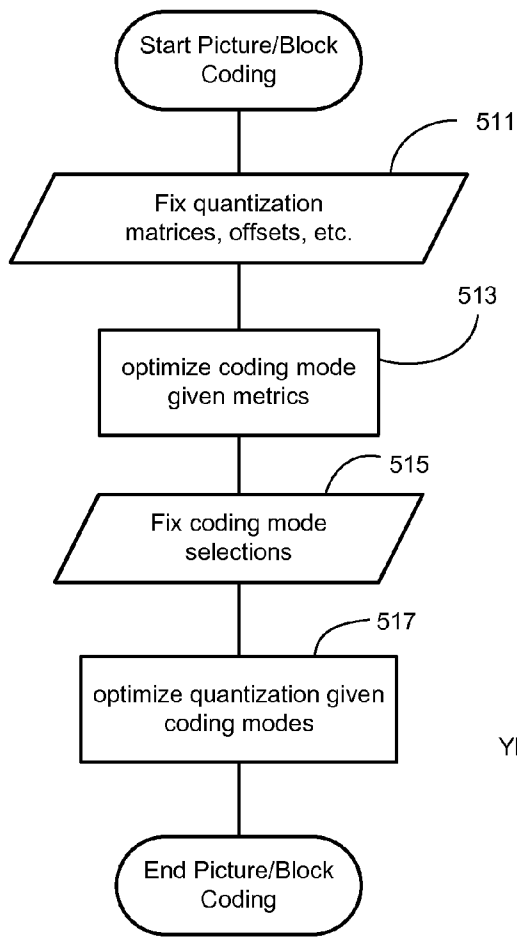 Start Picture/Block
Coding
511
Fix quantization
matrices, offsets, etc.
513
optimize coding mode
given metrics
515
Fix coding mode
selections
517
optimize quantization given
coding modes
End Picture/Block
Coding